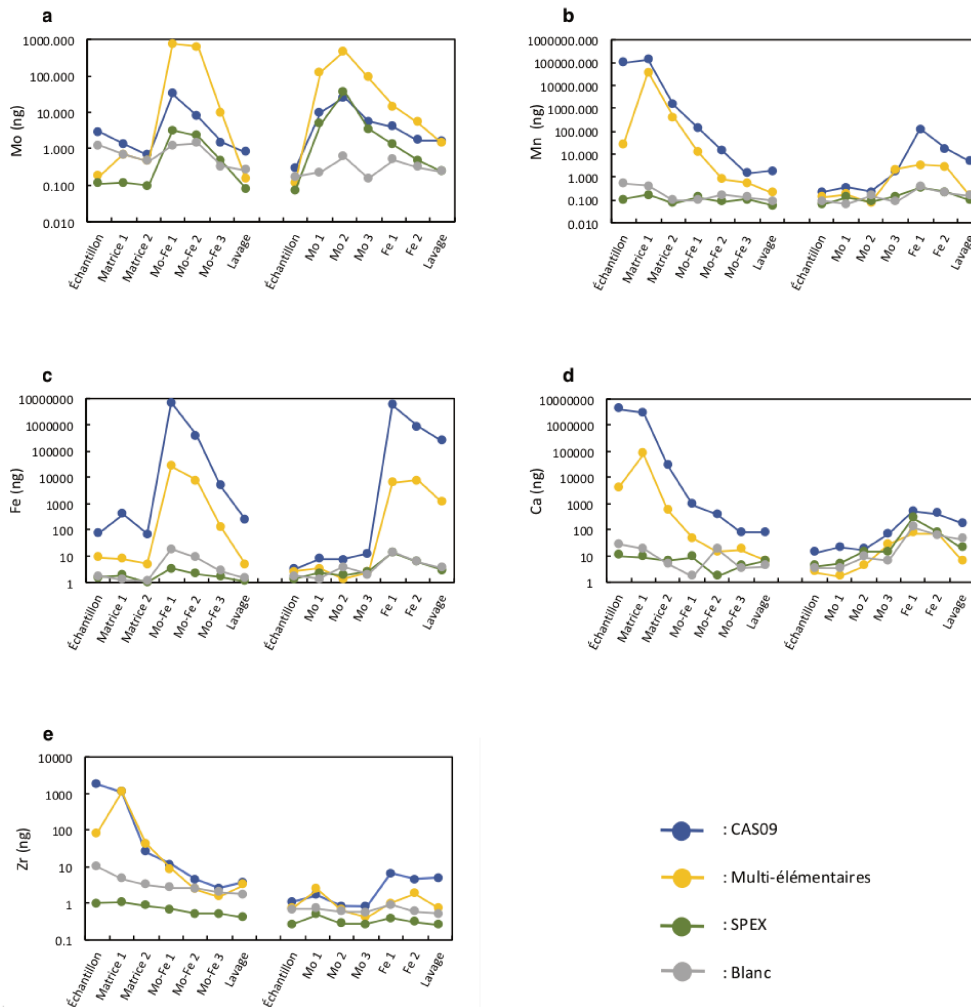 a
Mo (ng)
1000.000
100.000
10.000
1.000
0.100
0.010
Échantillon
Matrice 1
Matrice 2
Mo-Fe 1
Mo-Fe 2
Mo-Fe 3
Lavage
Échantillon
Mo 1
Mo 2
Mo 3
Fe 1
Fe 2
Lavage
b
Mn (ng)
1000000.000
100000.000
10000.000
1000.000
100.000
10.000
1.000
0.100
0.010
Échantillon
Matrice 1
Matrice 2
Mo-Fe 1
Mo-Fe 2
Mo-Fe 3
Lavage
Échantillon
Mo 1
Mo 2
Mo 3
Fe 1
Fe 2
Lavage
c
Fe (ng)
10000000
1000000
100000
10000
1000
100
10
1
Échantillon
Matrice 1
Matrice 2
Mo-Fe 1
Mo-Fe 2
Mo-Fe 3
Lavage
Échantillon
Mo 1
Mo 2
Mo 3
Fe 1
Fe 2
Lavage
d
Ca (ng)
10000000
1000000
100000
10000
1000
100
10
1
Échantillon
Matrice 1
Matrice 2
Mo-Fe 1
Mo-Fe 2
Mo-Fe 3
Lavage
Échantillon
Mo 1
Mo 2
Mo 3
Fe 1
Fe 2
Lavage
e
Zr (ng)
10000
1000
100
10
1
0.1
Échantillon
Matrice 1
Matrice 2
Mo-Fe 1
Mo-Fe 2
Mo-Fe 3
Lavage
Échantillon
Mo 1
Mo 2
Mo 3
Fe 1
Fe 2
Lavage
: CAS09
: Multi-élémentaires
: SPEX
: Blanc